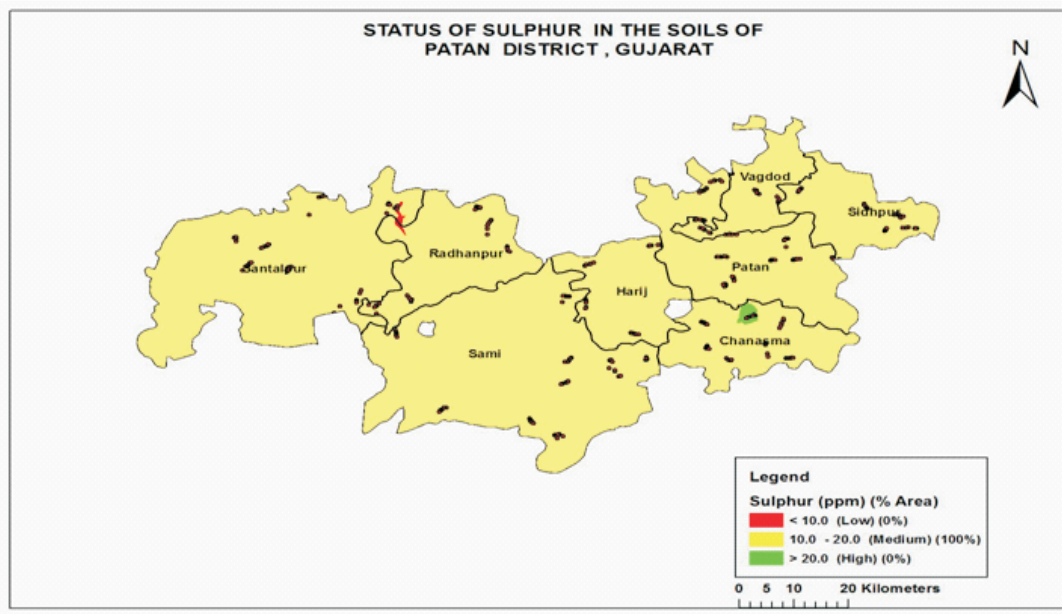 STATUS OF SULPHUR IN THE SOILS OF
PATAN DISTRICT , GUJARAT
N
Vagdod
Sidhpur
Radhanpur
Santalpur
Patan
Harij
Chanasma
Sami
Legend
Sulphur (ppm) (% Area)
< 10.0 (Low) (0%)
10.0 - 20.0 (Medium) (100%)
> 20.0 (High) (0%)
0 5 10 20 Kilometers